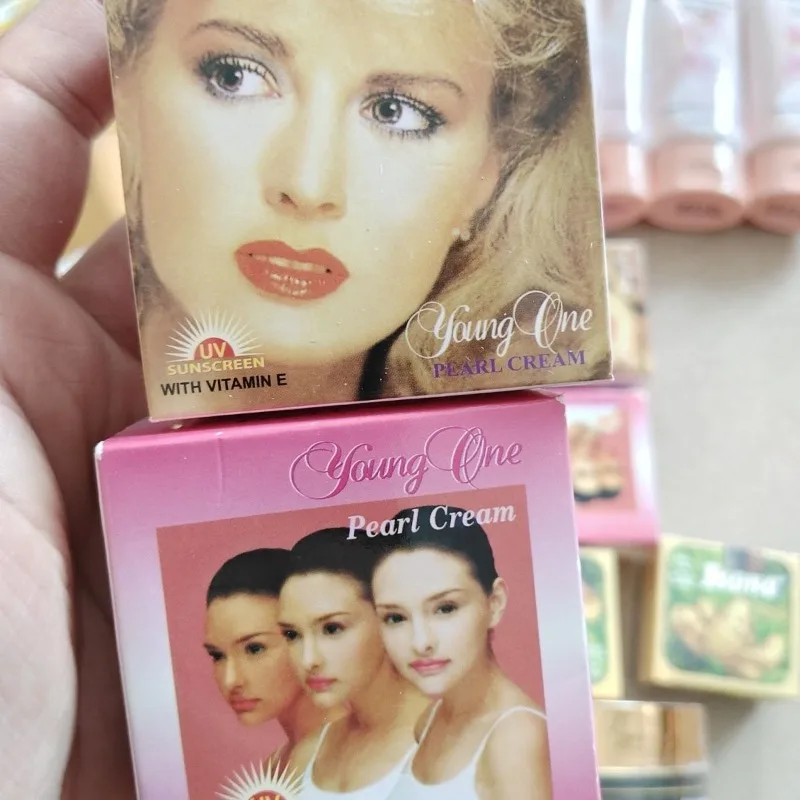 UV
SUNSCREEN
WITH VITAMIN E
Young One
PEARL CREAM
Young One
Pearl Cream
UV